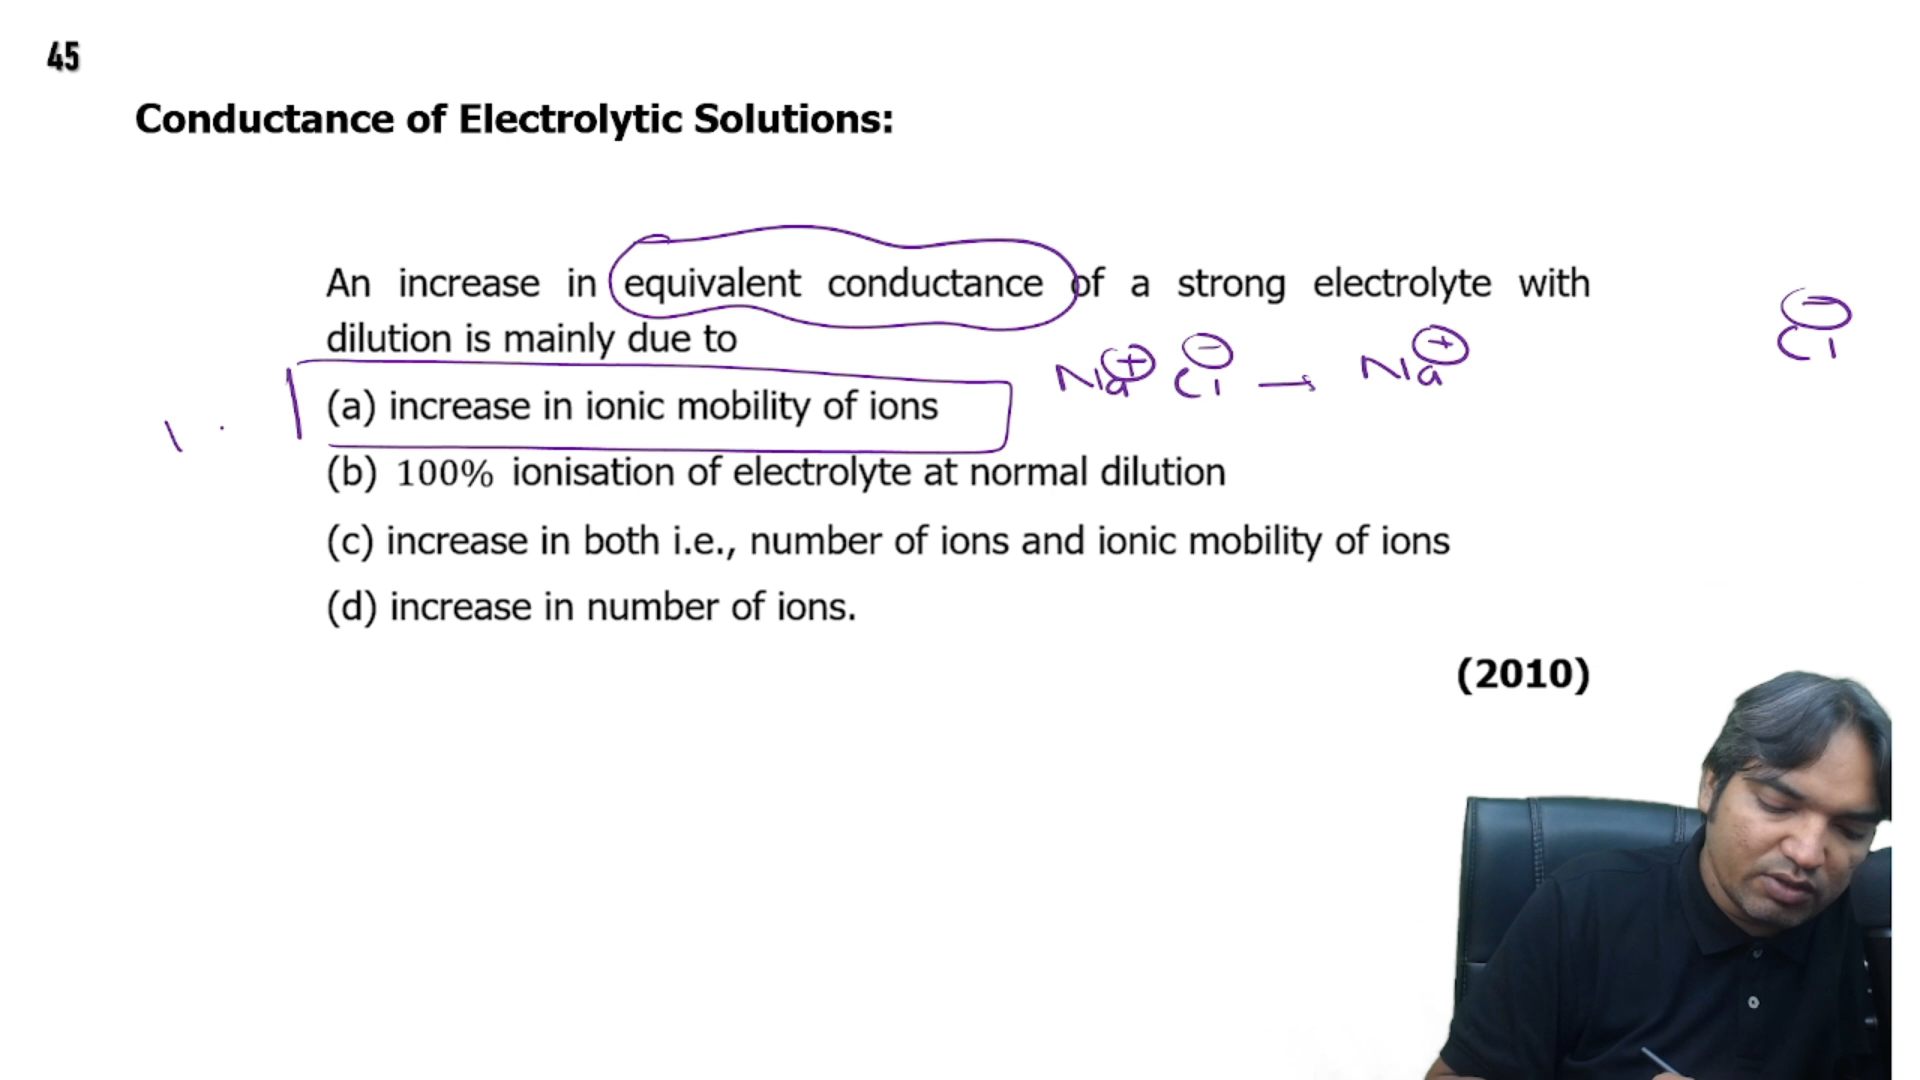 45
Conductance of Electrolytic Solutions:
An increase in equivalent conductance of a strong electrolyte with
dilution is mainly due to
Na+ Cl- → Na+ Cl-
(a) increase in ionic mobility of ions
(b) 100% ionisation of electrolyte at normal dilution
(c) increase in both i.e., number of ions and ionic mobility of ions
(d) increase in number of ions.
(2010)